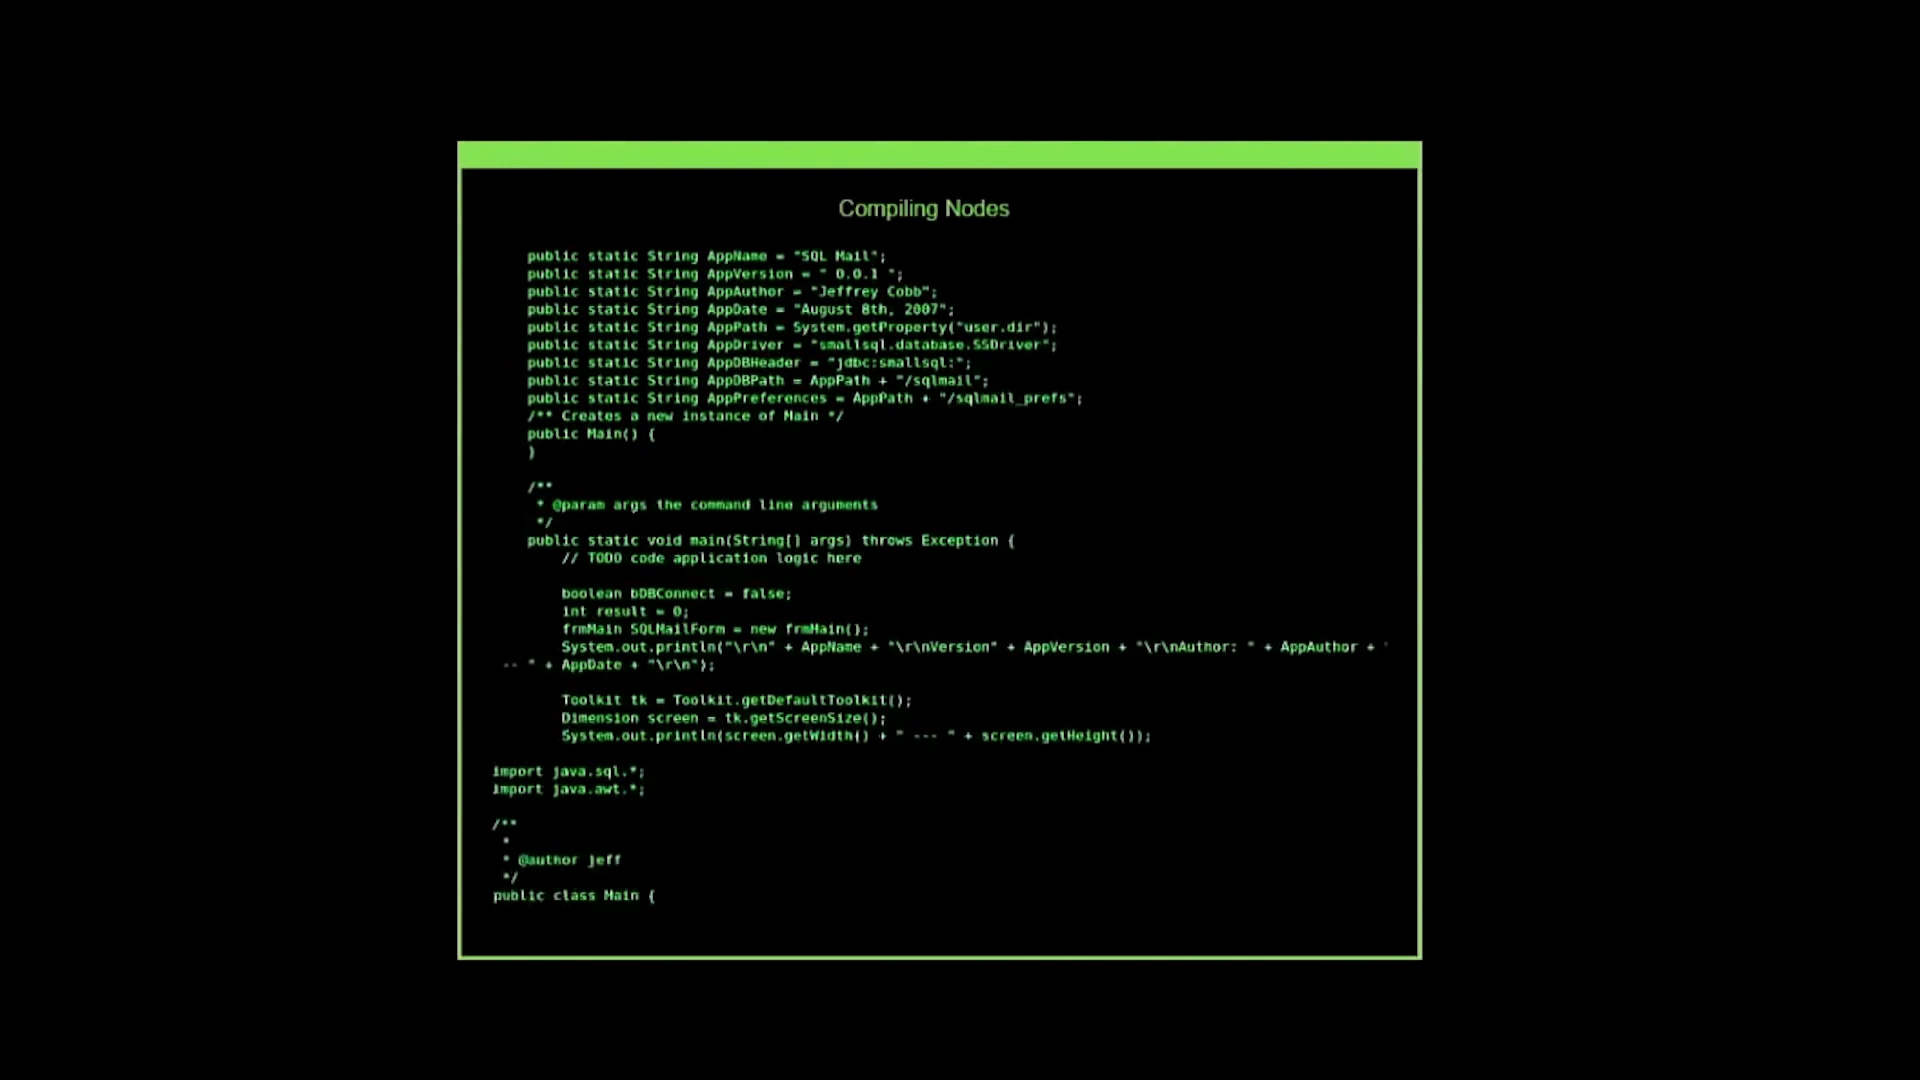 Compiling Nodes
public static String AppName = "SQL Mail";
public static String AppVersion = " 0.0.1 ";
public static String AppAuthor = "Jeffrey Cobb";
public static String AppDate = "August 8th, 2007";
public static String AppPath = System.getProperty("user.dir");
public static String AppDriver = "smallsql.database.SSDriver";
public static String AppDBHeader = "jdbc:smallsql:";
public static String AppDBPath = AppPath + "/sqlmail";
public static String AppPreferences = AppPath + "/sqlmail_prefs";
/** Creates a new instance of Main */
public Main() {
}
/**
* @param args the command line arguments
*/
public static void main(String[] args) throws Exception {
// TODO code application logic here
boolean bDBConnect = false;
int result = 0;
frmMain SQLMailForm = new frmMain();
System.out.println("\r\n" + AppName + "\r\nVersion" + AppVersion + "\r\nAuthor: " + AppAuthor + "
-- " + AppDate + "\r\n");
Toolkit tk = Toolkit.getDefaultToolkit();
Dimension screen = tk.getScreenSize();
System.out.println(screen.getWidth() + " --- " + screen.getHeight());
import java.sql.*;
import java.awt.*;
/**
*
* @author jeff
*/
public class Main {